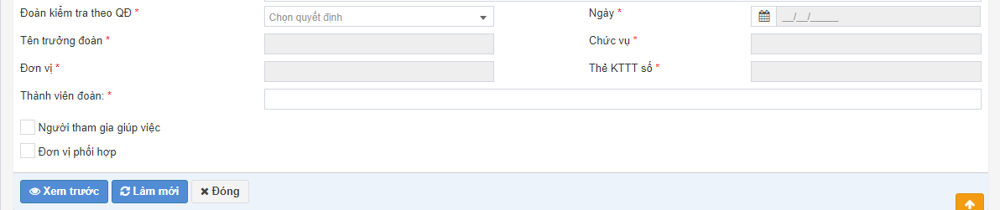 Đoàn kiểm tra theo QĐ * Chọn quyết định Ngày * __/__/____
Tên trưởng đoàn * Chức vụ *
Đơn vị * Thẻ KTTT số *
Thành viên đoàn: *
Người tham gia giúp việc
Đơn vị phối hợp
Xem trước Làm mới Đóng